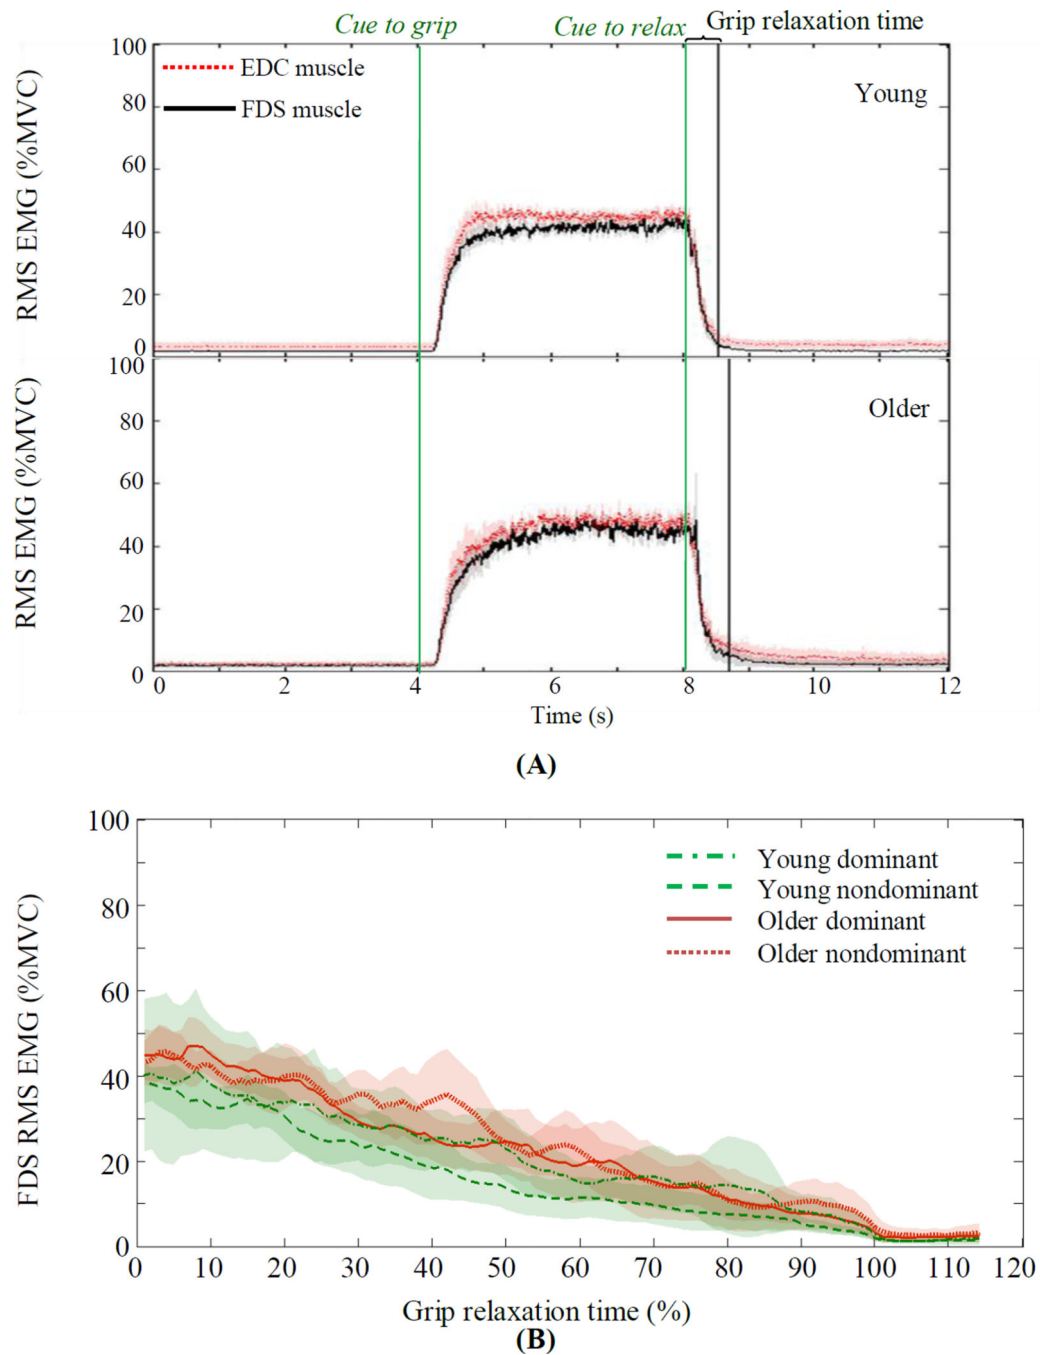 Cue to grip
Cue to relax
Grip relaxation time
100
80
60
40
20
0
RMS EMG (%MVC)
EDC muscle
FDS muscle
Young
100
80
60
40
20
0
RMS EMG (%MVC)
Older
0 2 4 6 8 10 12
Time (s)
(A)
100
80
60
40
20
0
FDS RMS EMG (%MVC)
Young dominant
Young nondominant
Older dominant
Older nondominant
0 10 20 30 40 50 60 70 80 90 100 110 120
Grip relaxation time (%)
(B)